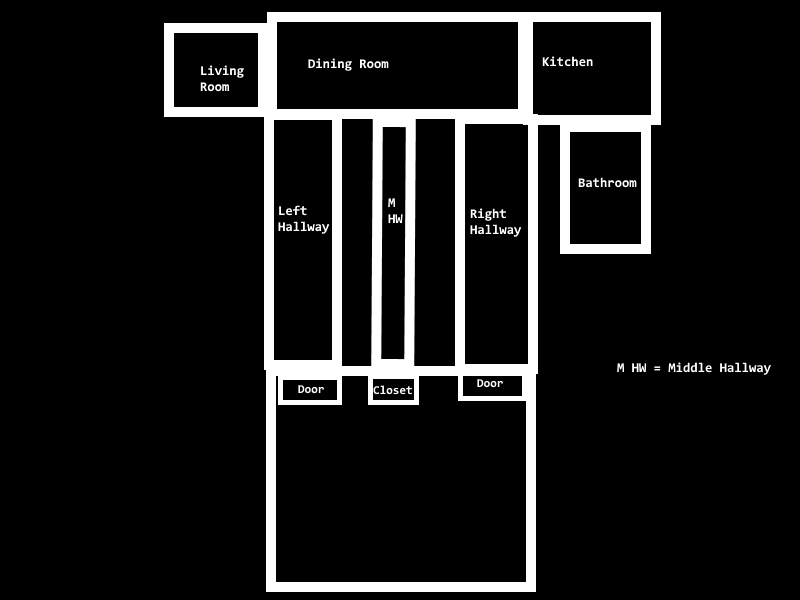 Living
Room
Dining Room
Kitchen
Bathroom
Left
Hallway
M
HW
Right
Hallway
M HW = Middle Hallway
Door
Closet
Door